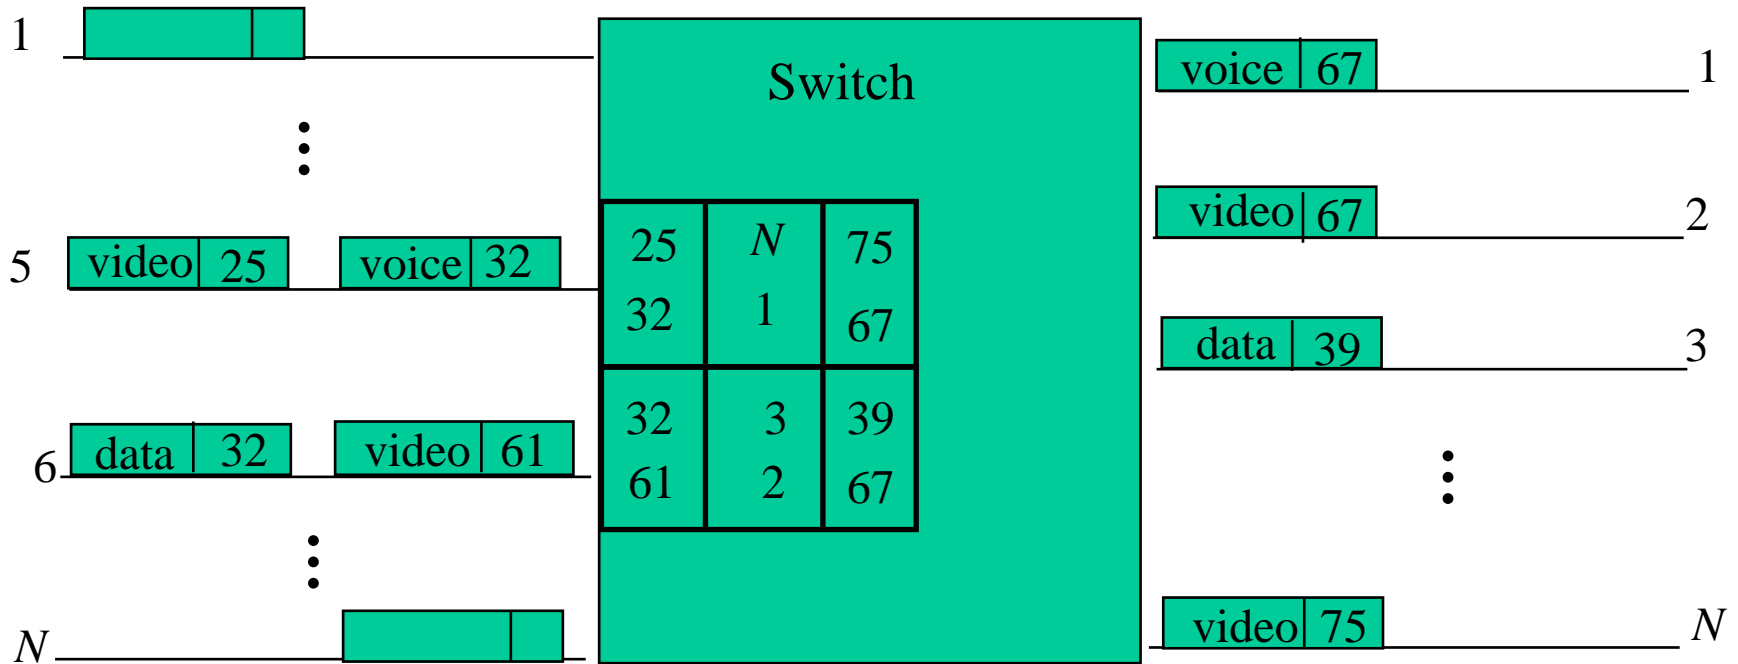 1
Switch
voice 67
1
video 67
2
5
video 25
voice 32
25 N 75
32 1 67
data 39
3
6
data 32
video 61
32 3 39
61 2 67
N
video 75
N